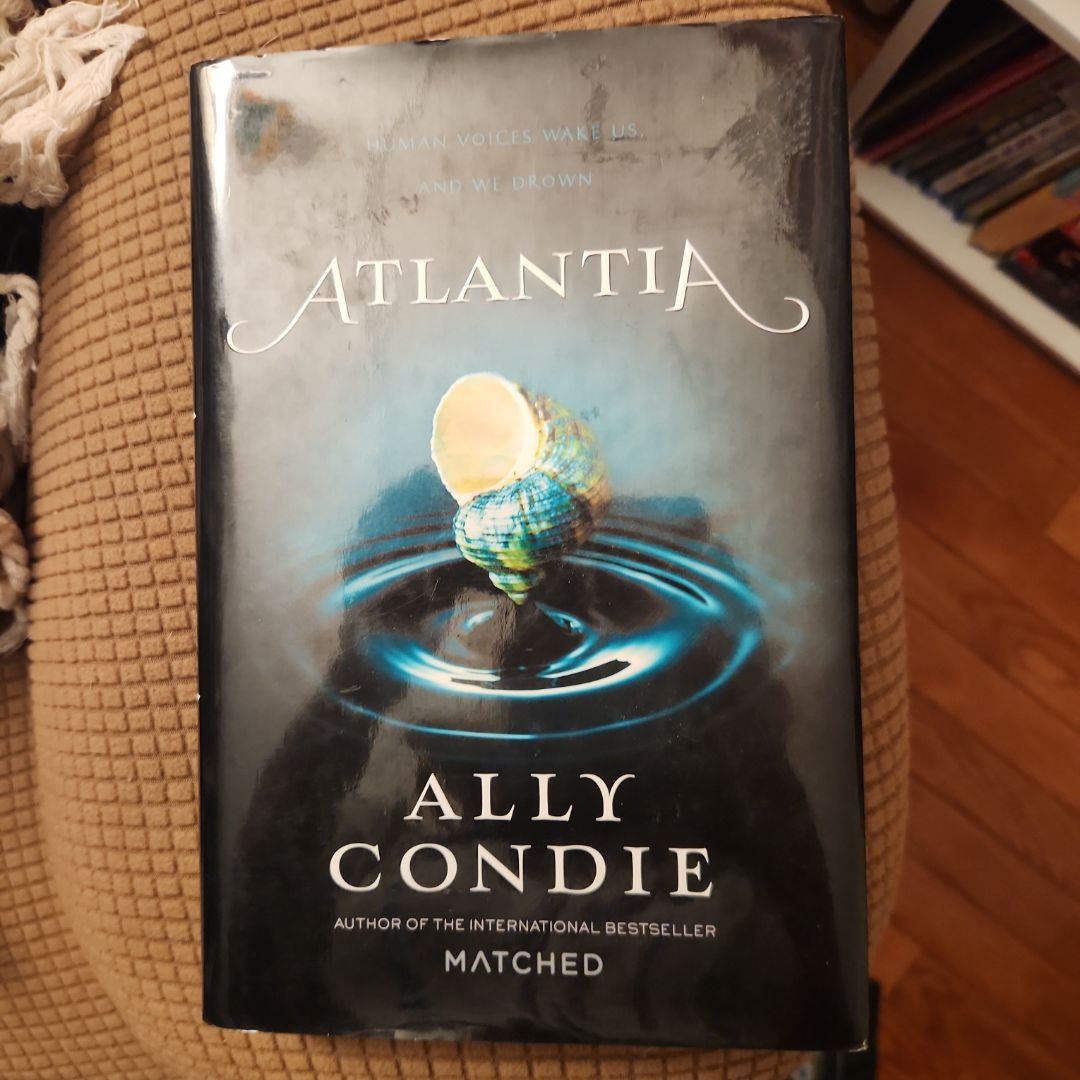 HUMAN VOICES WAKE US,
AND WE DROWN
ATLANTIA
ALLY
CONDIE
AUTHOR OF THE INTERNATIONAL BESTSELLER
MATCHED